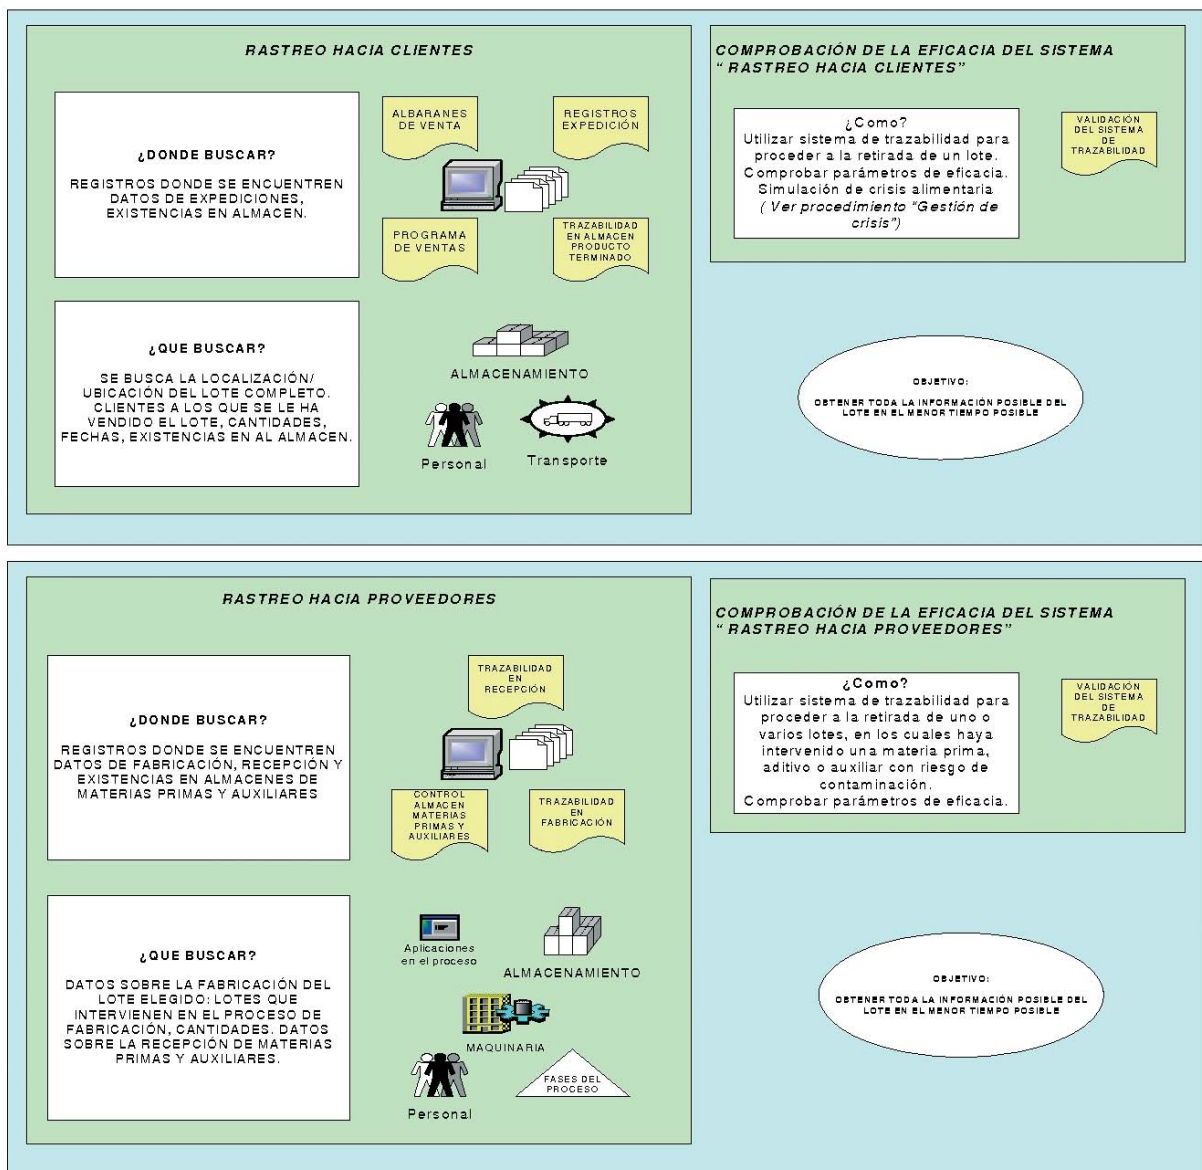 RASTREO HACIA CLIENTES
¿DONDE BUSCAR?
REGISTROS DONDE SE ENCUENTREN
DATOS DE EXPEDICIONES,
EXISTENCIAS EN ALMACEN.
ALBARANES
DE VENTA
REGISTROS
EXPEDICIÓN
PROGRAMA
DE VENTAS
TRAZABILIDAD
EN ALMACEN
PRODUCTO
TERMINADO
¿QUE BUSCAR?
SE BUSCA LA LOCALIZACIÓN/
UBICACIÓN DEL LOTE COMPLETO.
CLIENTES A LOS QUE SE LE HA
VENDIDO EL LOTE, CANTIDADES,
FECHAS, EXISTENCIAS EN AL ALMACEN.
ALMACENAMIENTO
Personal
Transporte
COMPROBACIÓN DE LA EFICACIA DEL SISTEMA
“ RASTREO HACIA CLIENTES”
¿Como?
Utilizar sistema de trazabilidad para
proceder a la retirada de un lote.
Comprobar parámetros de eficacia.
Simulación de crisis alimentaria
( Ver procedimiento “Gestión de
crisis”)
VALIDACIÓN
DEL SISTEMA
DE
TRAZABILIDAD
OBJETIVO:
OBTENER TODA LA INFORMACIÓN POSIBLE DEL
LOTE EN EL MENOR TIEMPO POSIBLE
RASTREO HACIA PROVEEDORES
¿DONDE BUSCAR?
REGISTROS DONDE SE ENCUENTREN
DATOS DE FABRICACIÓN, RECEPCIÓN Y
EXISTENCIAS EN ALMACENES DE
MATERIAS PRIMAS Y AUXILIARES
TRAZABILIDAD
EN
RECEPCIÓN
CONTROL
ALMACEN
MATERIAS
PRIMAS Y
AUXILIARES
TRAZABILIDAD
EN
FABRICACIÓN
¿QUE BUSCAR?
DATOS SOBRE LA FABRICACIÓN DEL
LOTE ELEGIDO: LOTES QUE
INTERVIENEN EN EL PROCESO DE
FABRICACIÓN, CANTIDADES. DATOS
SOBRE LA RECEPCIÓN DE MATERIAS
PRIMAS Y AUXILIARES.
Aplicaciones
en el proceso
ALMACENAMIENTO
MAQUINARIA
Personal
FASES DEL
PROCESO
COMPROBACIÓN DE LA EFICACIA DEL SISTEMA
“ RASTREO HACIA PROVEEDORES”
¿Como?
Utilizar sistema de trazabilidad para
proceder a la retirada de uno o
varios lotes, en los cuales haya
intervenido una materia prima,
aditivo o auxiliar con riesgo de
contaminación.
Comprobar parámetros de eficacia.
VALIDACIÓN
DEL SISTEMA
DE
TRAZABILIDAD
OBJETIVO:
OBTENER TODA LA INFORMACIÓN POSIBLE DEL
LOTE EN EL MENOR TIEMPO POSIBLE